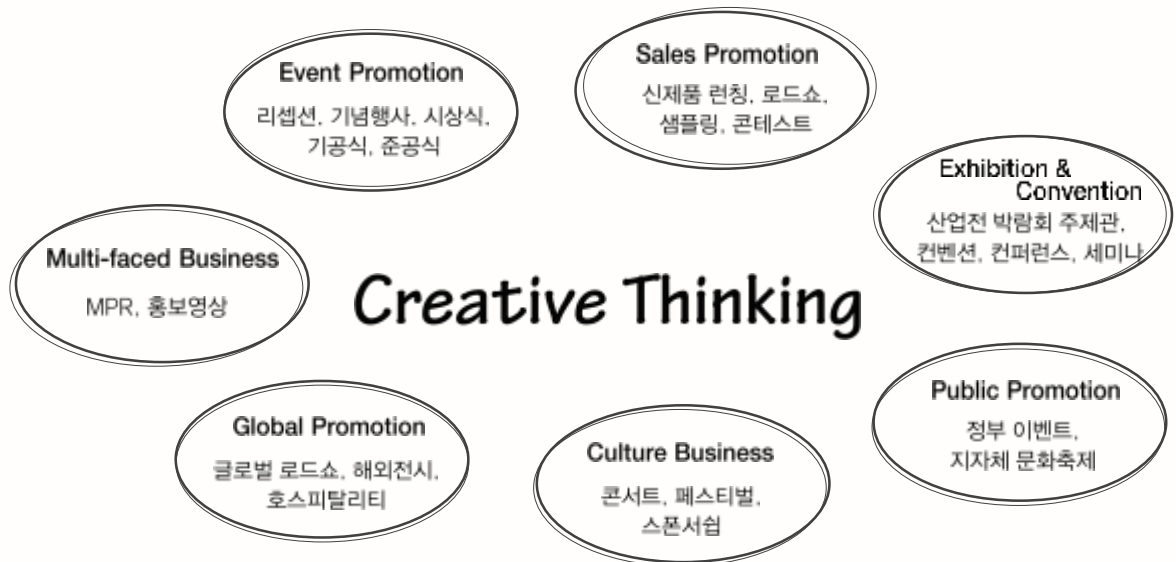 Event Promotion
리셉션, 기념행사, 시상식,
기공식, 준공식
Sales Promotion
신제품 런칭, 로드쇼,
샘플링, 콘테스트
Exhibition &
Convention
산업전 박람회 주제관,
컨벤션, 컨퍼런스, 세미나
Multi-faced Business
MPR, 홍보영상
Creative Thinking
Public Promotion
정부 이벤트,
지자체 문화축제
Global Promotion
글로벌 로드쇼, 해외전시,
호스피탈리티
Culture Business
콘서트, 페스티벌,
스폰서쉽